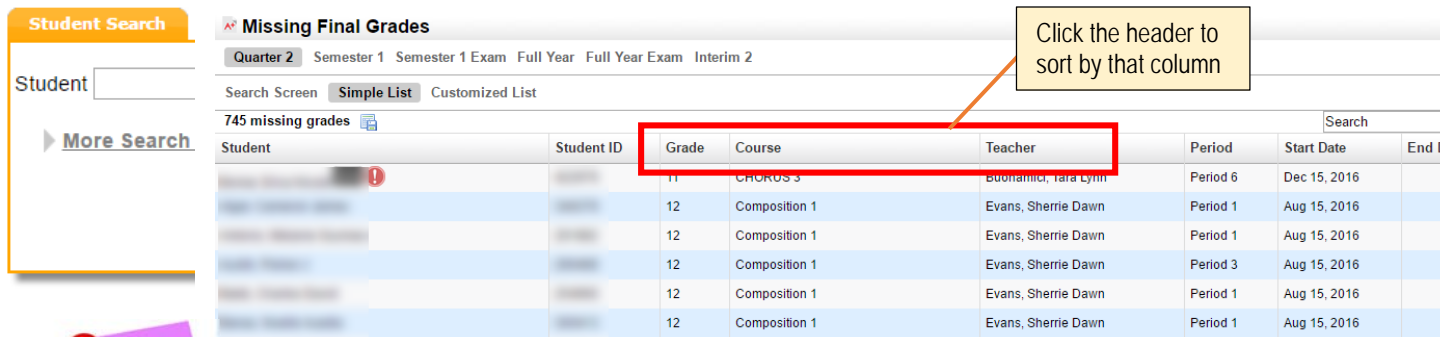 Student Search
Student
More Search
Missing Final Grades
Quarter 2 Semester 1 Semester 1 Exam Full Year Full Year Exam Interim 2
Search Screen Simple List Customized List
745 missing grades
Search
Click the header to
sort by that column
Student Student ID Grade Course Teacher Period Start Date End
11 CHORUS 3 Buonamici, Tara Lynn Period 6 Dec 15, 2016
12 Composition 1 Evans, Sherrie Dawn Period 1 Aug 15, 2016
12 Composition 1 Evans, Sherrie Dawn Period 1 Aug 15, 2016
12 Composition 1 Evans, Sherrie Dawn Period 3 Aug 15, 2016
12 Composition 1 Evans, Sherrie Dawn Period 1 Aug 15, 2016
12 Composition 1 Evans, Sherrie Dawn Period 1 Aug 15, 2016